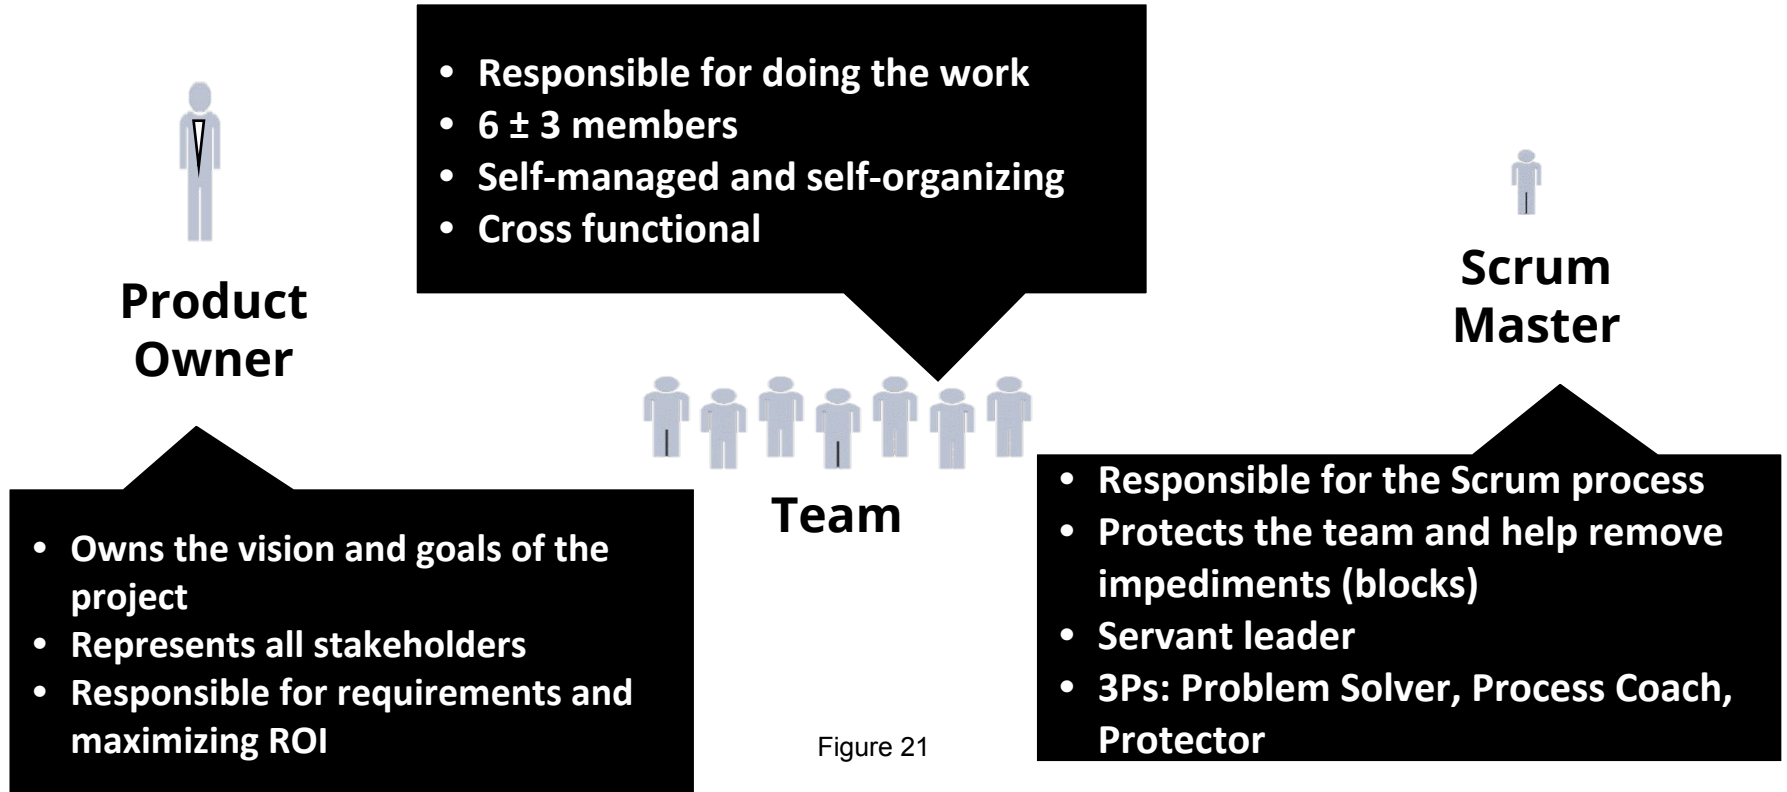 • Responsible for doing the work
• 6 ± 3 members
• Self-managed and self-organizing
• Cross functional
Product
Owner
Scrum
Master
Team
• Owns the vision and goals of the
project
• Represents all stakeholders
• Responsible for requirements and
maximizing ROI
• Responsible for the Scrum process
• Protects the team and help remove
impediments (blocks)
• Servant leader
• 3Ps: Problem Solver, Process Coach,
Protector
Figure 21